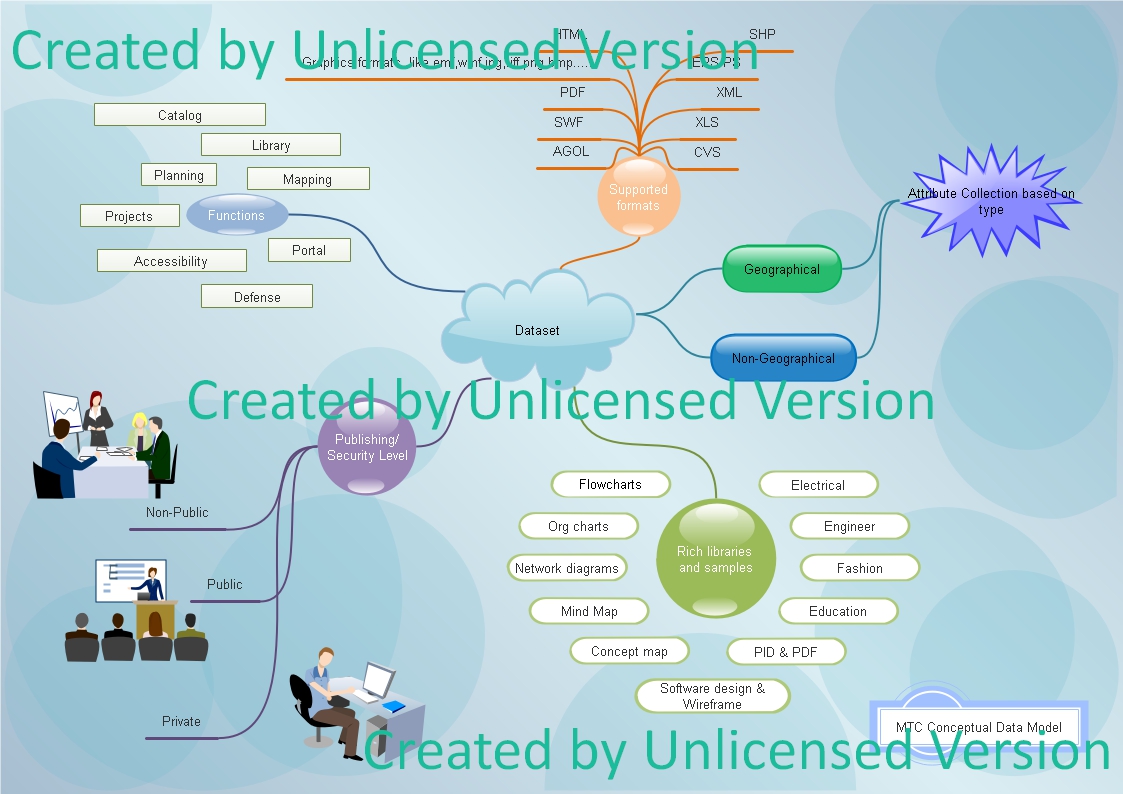 HTML
SHP
Created by Unlicensed Version
Graphics formats, like emf,wmf,jpg,tiff,png,bmp....
EPS/PS
PDF
XML
SWF
XLS
AGOL
CVS
Supported
formats
Catalog
Library
Planning
Mapping
Projects
Functions
Portal
Accessibility
Defense
Attribute Collection based on
type
Geographical
Non-Geographical
Dataset
Created by Unlicensed Version
Publishing/
Security Level
Non-Public
Public
Private
Flowcharts
Electrical
Org charts
Engineer
Rich libraries
and samples
Network diagrams
Fashion
Mind Map
Education
Concept map
PID & PDF
Software design &
Wireframe
MTC Conceptual Data Model
Created by Unlicensed Version